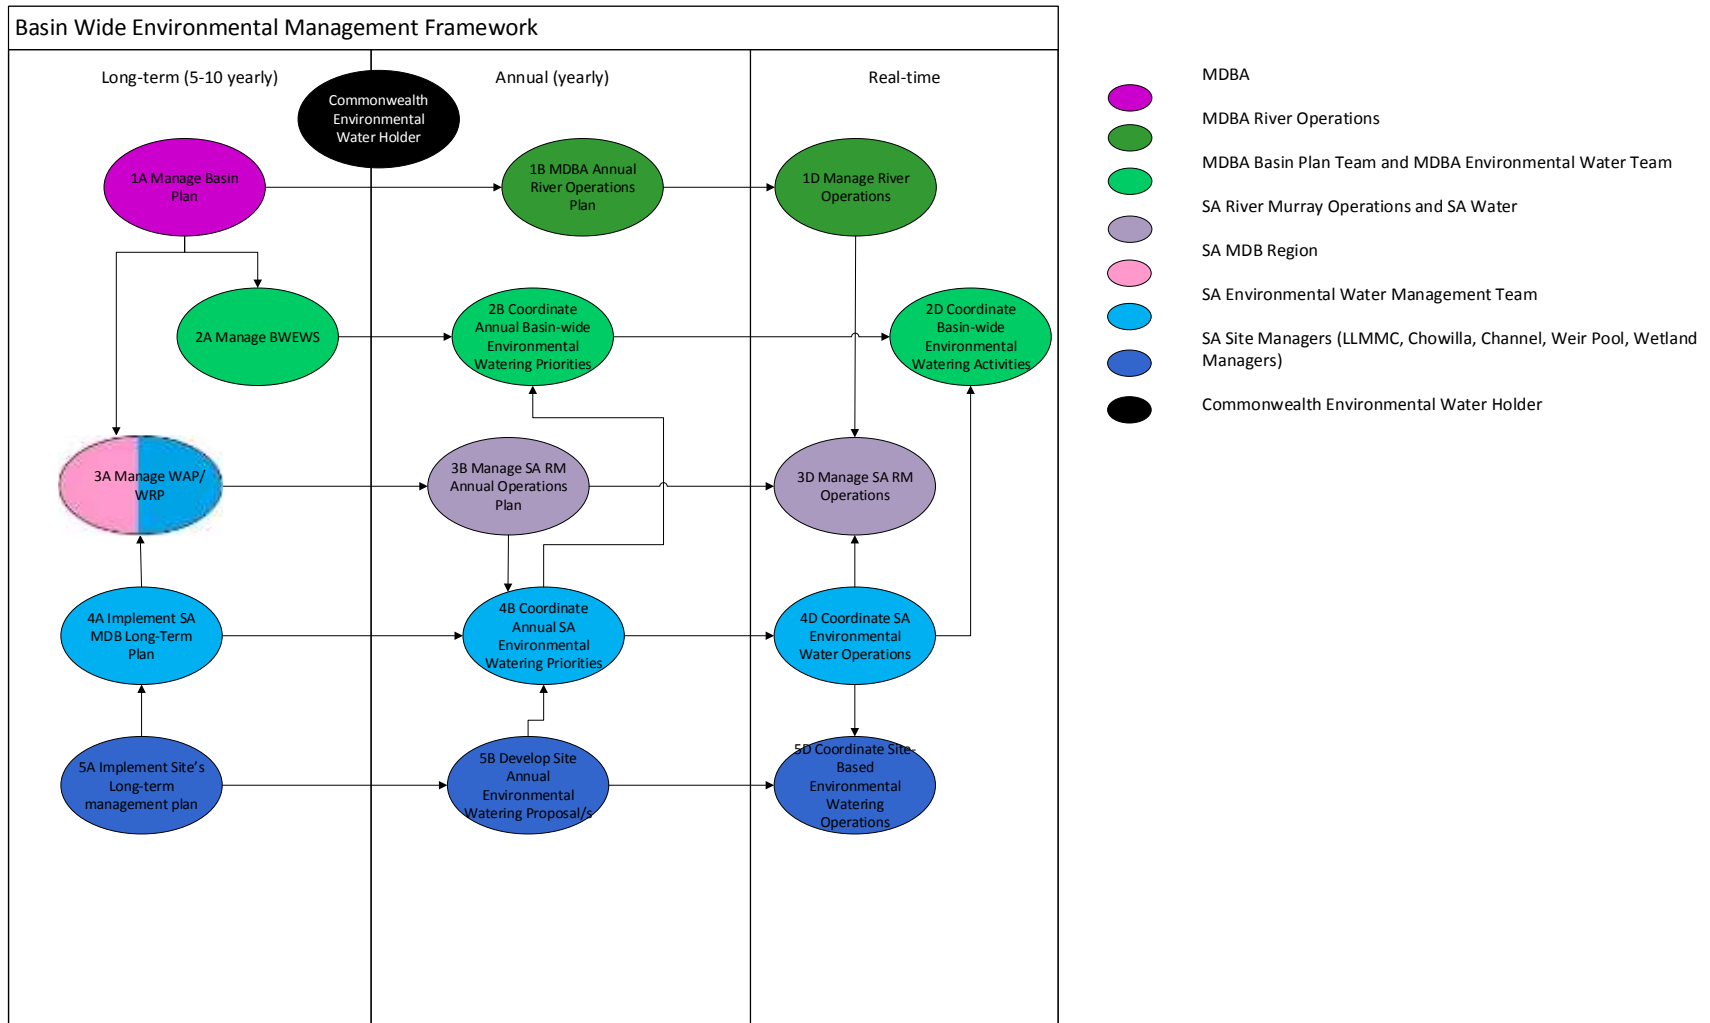 Basin Wide Environmental Management Framework
Long-term (5-10 yearly)
Annual (yearly)
Real-time
Commonwealth
Environmental
Water Holder
1A Manage Basin
Plan
1B MDBA Annual
River Operations
Plan
1D Manage River
Operations
2A Manage BWEWS
2B Coordinate
Annual Basin-wide
Environmental
Watering Priorities
2D Coordinate
Basin-wide
Environmental
Watering Activities
3A Manage WAP/
WRP
3B Manage SA RM
Annual Operations
Plan
3D Manage SA RM
Operations
4A Implement SA
MDB Long-Term
Plan
4B Coordinate
Annual SA
Environmental
Watering Priorities
4D Coordinate SA
Environmental
Water Operations
5A Implement Site's
Long-term
management plan
5B Develop Site
Annual
Environmental
Watering Proposal/s
5D Coordinate Site-
Based
Environmental
Watering
Operations
MDBA
MDBA River Operations
MDBA Basin Plan Team and MDBA Environmental Water Team
SA River Murray Operations and SA Water
SA MDB Region
SA Environmental Water Management Team
SA Site Managers (LLMMC, Chowilla, Channel, Weir Pool, Wetland
Managers)
Commonwealth Environmental Water Holder